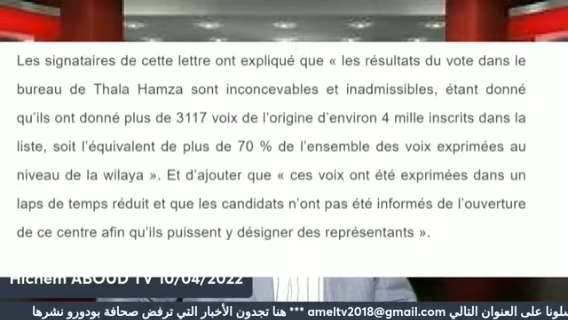 Les signataires de cette lettre ont expliqué que « les résultats du vote dans le
bureau de Thala Hamza sont inconcevables et inadmissibles, étant donné
qu'ils ont donné plus de 3117 voix de l'origine d'environ 4 mille inscrits dans la
liste, soit l'équivalent de plus de 70 % de l'ensemble des voix exprimées au
niveau de la wilaya ». Et d'ajouter que « ces voix ont été exprimées dans un
laps de temps réduit et que les candidats n'ont pas été informés de l'ouverture
de ce centre afin qu'ils puissent y désigner des représentants ».
Hichem ABOUD TV 10/04/2022
سلونا على العنوان التالي ameltv2018@gmail.com *** هنا تجدون الأخبار التي ترفض صحافة بودورو نشرها